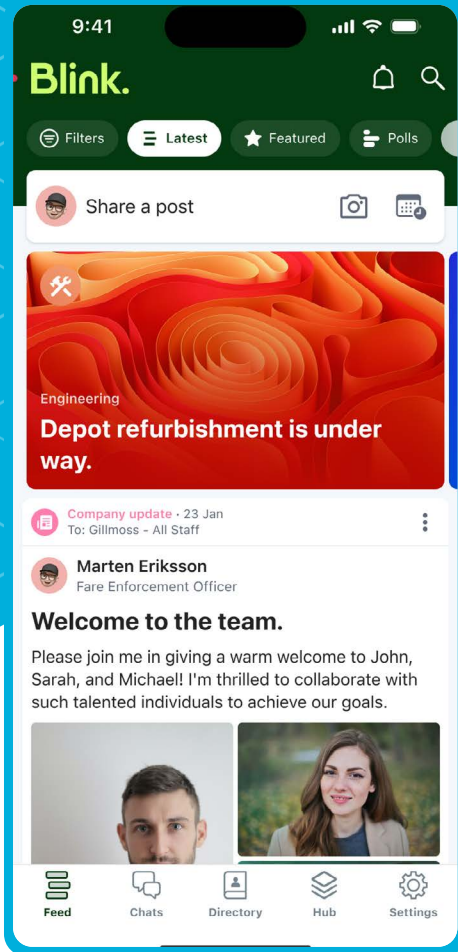 9:41
Blink.
Filters
Latest
Featured
Polls
Share a post
Engineering
Depot refurbishment is under
way.
Company update · 23 Jan
To: Gillmoss - All Staff
Marten Eriksson
Fare Enforcement Officer
Welcome to the team.
Please join me in giving a warm welcome to John,
Sarah, and Michael! I'm thrilled to collaborate with
such talented individuals to achieve our goals.
Feed
Chats
Directory
Hub
Settings